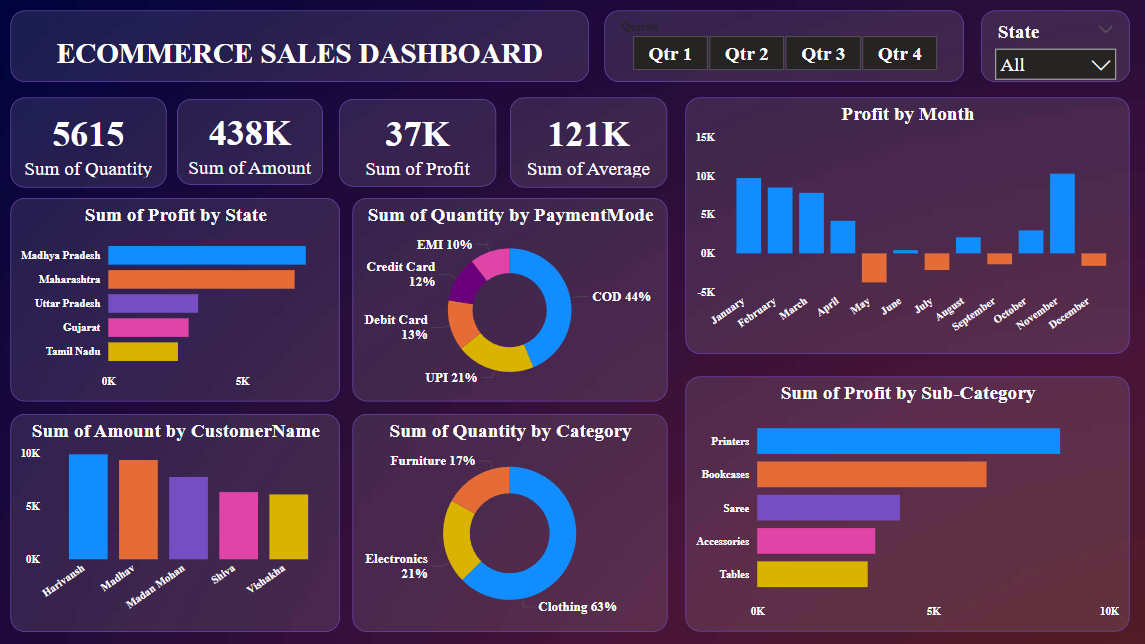 ECOMMERCE SALES DASHBOARD
Quarter
Qtr 1 Qtr 2 Qtr 3 Qtr 4
State
All
5615
Sum of Quantity
438K
Sum of Amount
37K
Sum of Profit
121K
Sum of Average
Profit by Month
15K
10K
5K
0K
-5K
January February March April May June July August September October November December
Sum of Profit by State
Madhya Pradesh
Maharashtra
Uttar Pradesh
Gujarat
Tamil Nadu
0K 5K
Sum of Quantity by PaymentMode
EMI 10%
Credit Card
12%
COD 44%
Debit Card
13%
UPI 21%
Sum of Profit by Sub-Category
Printers
Bookcases
Saree
Accessories
Tables
0K 5K 10K
Sum of Amount by CustomerName
10K
5K
0K
Harivansh Madhav Madan Mohan Shiva Vishakha
Sum of Quantity by Category
Furniture 17%
Electronics
21%
Clothing 63%